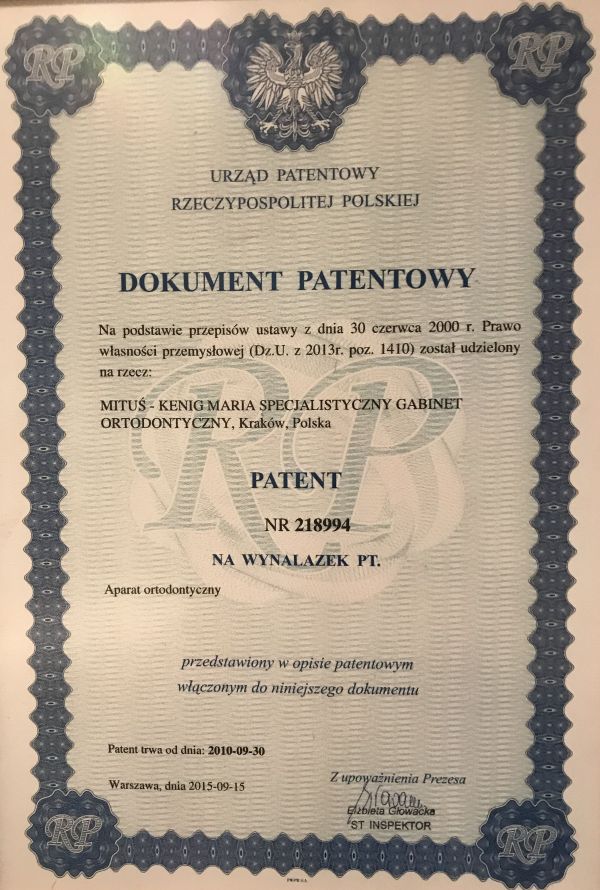 RP
RP
URZĄD PATENTOWY
RZECZYPOSPOLITEJ POLSKIEJ
DOKUMENT PATENTOWY
Na podstawie przepisów ustawy z dnia 30 czerwca 2000 r. Prawo
własności przemysłowej (Dz.U. z 2013r. poz. 1410) został udzielony
na rzecz:
MITUŚ - KENIG MARIA SPECJALISTYCZNY GABINET
ORTODONTYCZNY, Kraków, Polska
RP
PATENT
NR 218994
NA WYNALAZEK PT.
Aparat ortodontyczny
przedstawiony w opisie patentowym
włączonym do niniejszego dokumentu
Patent trwa od dnia: 2010-09-30
Warszawa, dnia 2015-09-15
Z upoważnienia Prezesa
Elżbieta Głowacka
ST INSPEKTOR
RP
RP